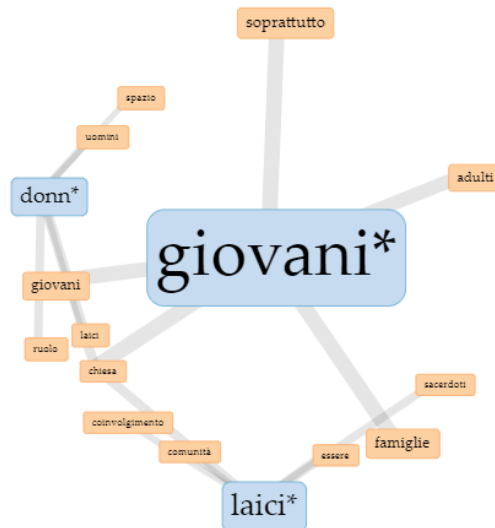 soprattutto
spazio
uomini
adulti
donn*
giovani*
giovani
laici
ruolo
chiesa
sacerdoti
coinvolgimento
famiglie
comunità
essere
laici*